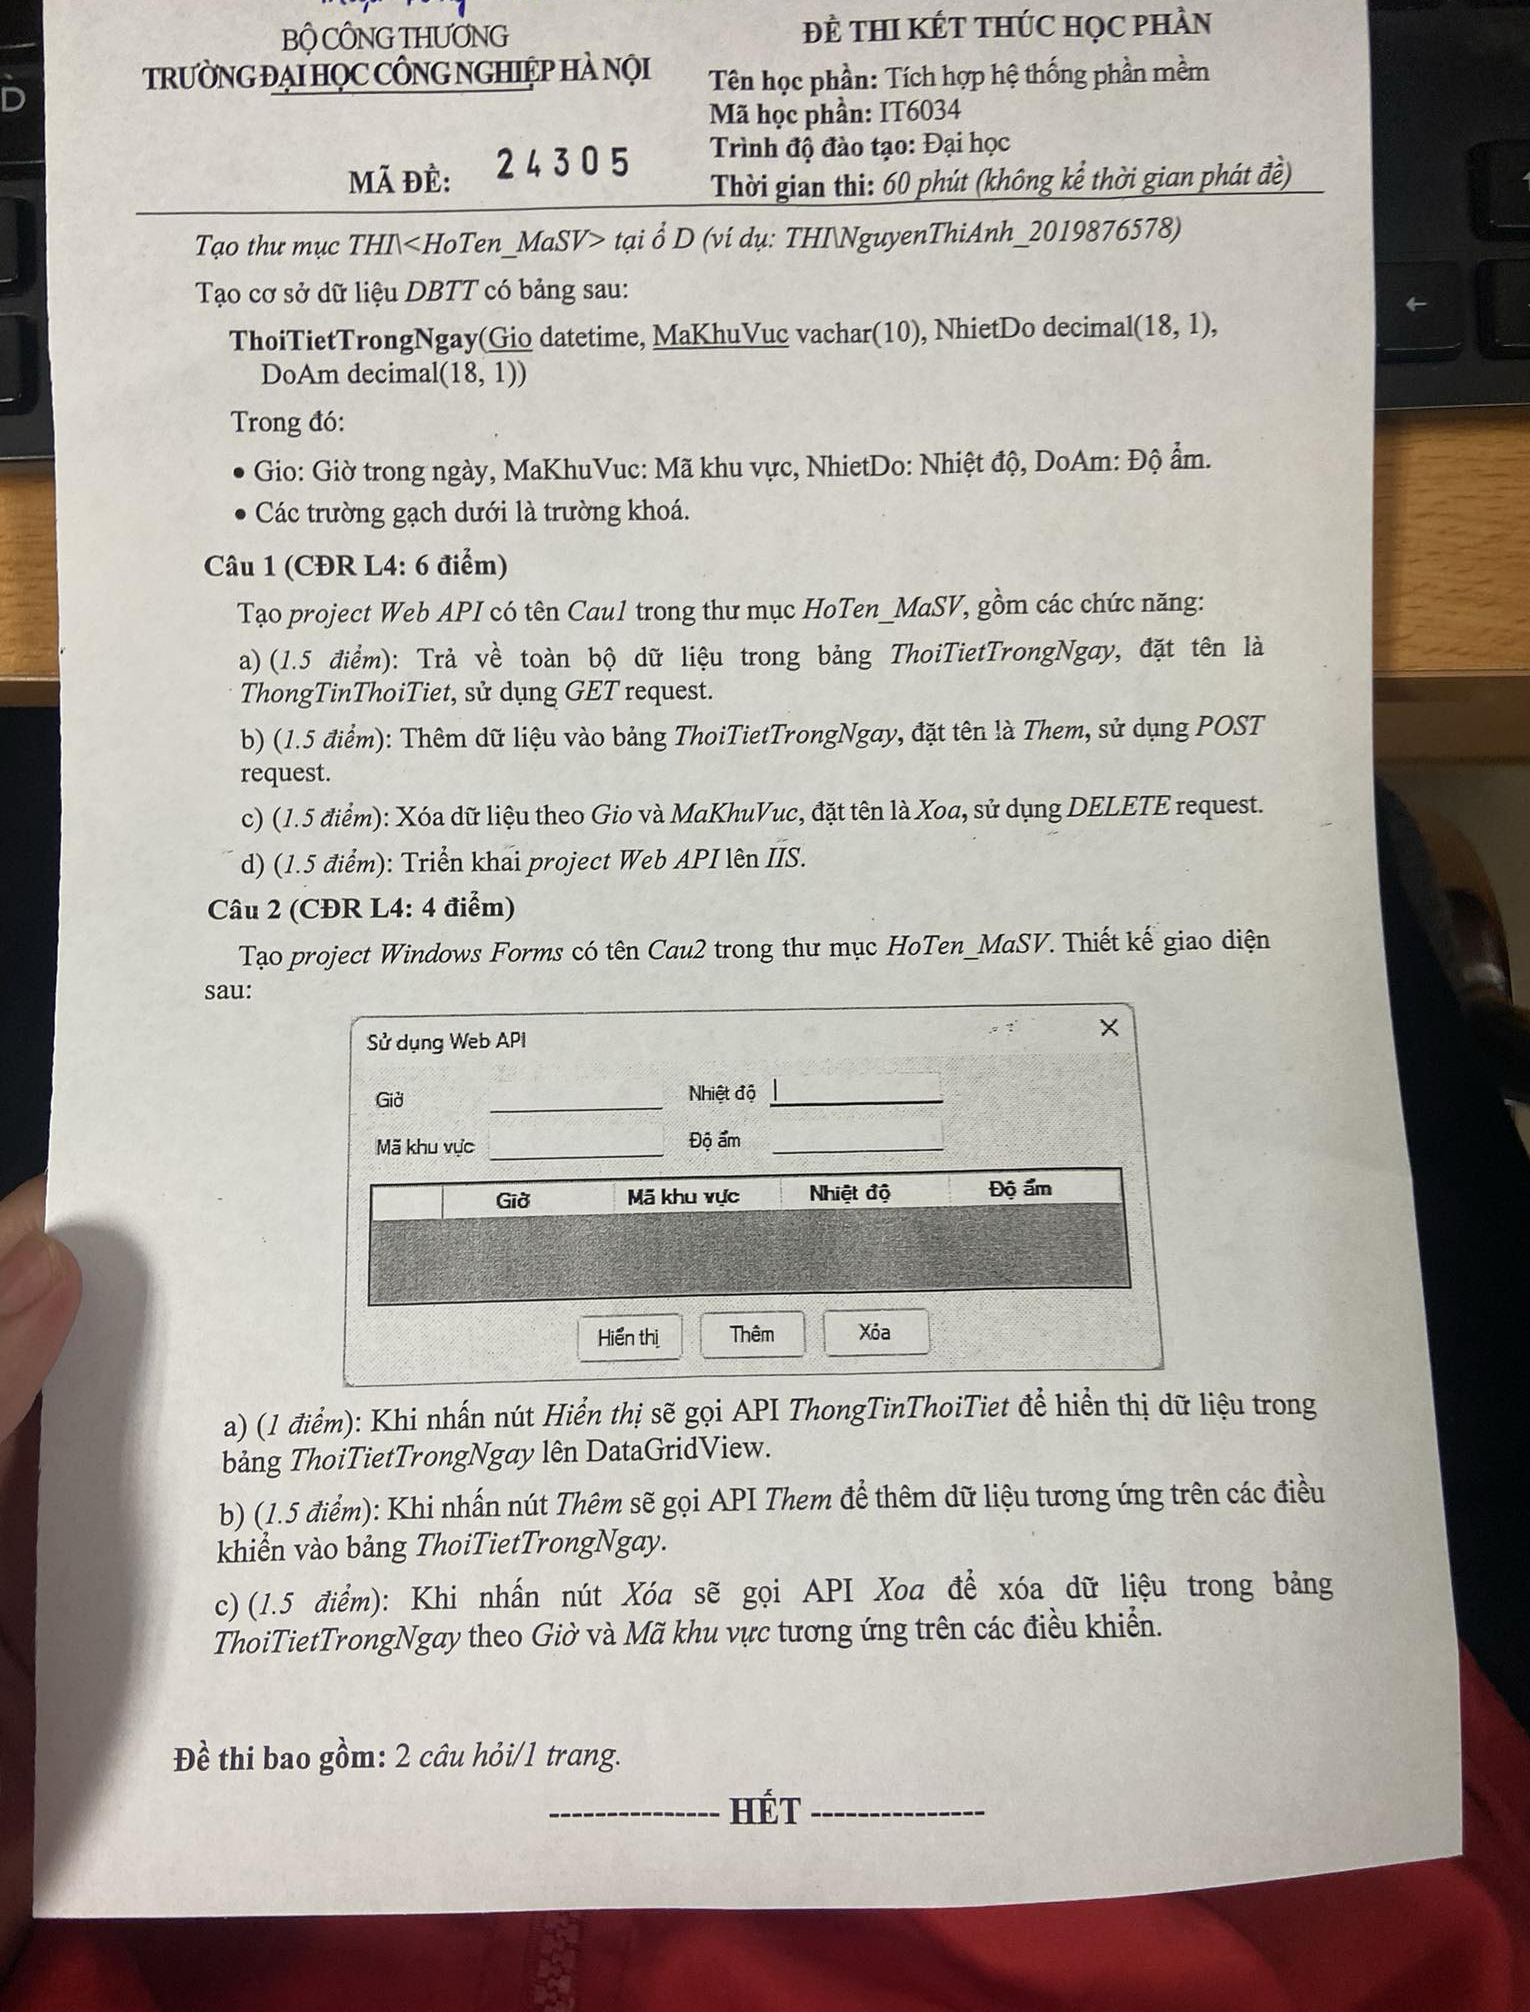 BỘ CÔNG THƯƠNG
TRƯỜNG ĐẠI HỌC CÔNG NGHIỆP HÀ NỘI
MÃ ĐỀ: 24305
ĐỀ THI KẾT THÚC HỌC PHẦN
Tên học phần: Tích hợp hệ thống phần mềm
Mã học phần: IT6034
Trình độ đào tạo: Đại học
Thời gian thi: 60 phút (không kể thời gian phát đề)
Tạo thư mục THI\<HoTen_MaSV> tại ổ D (ví dụ: THI\NguyenThiAnh_2019876578)
Tạo cơ sở dữ liệu DBTT có bảng sau:
ThoiTietTrongNgay(Gio datetime, MaKhuVuc vachar(10), NhietDo decimal(18, 1),
DoAm decimal(18, 1))
Trong đó:
• Gio: Giờ trong ngày, MaKhuVuc: Mã khu vực, NhietDo: Nhiệt độ, DoAm: Độ ẩm.
• Các trường gạch dưới là trường khoá.
Câu 1 (CĐR L4: 6 điểm)
Tạo project Web API có tên Cau1 trong thư mục HoTen_MaSV, gồm các chức năng:
a) (1.5 điểm): Trả về toàn bộ dữ liệu trong bảng ThoiTietTrongNgay, đặt tên là
ThongTinThoiTiet, sử dụng GET request.
b) (1.5 điểm): Thêm dữ liệu vào bảng ThoiTietTrongNgay, đặt tên là Them, sử dụng POST
request.
c) (1.5 điểm): Xóa dữ liệu theo Gio và MaKhuVuc, đặt tên là Xoa, sử dụng DELETE request.
d) (1.5 điểm): Triển khai project Web API lên IIS.
Câu 2 (CĐR L4: 4 điểm)
Tạo project Windows Forms có tên Cau2 trong thư mục HoTen_MaSV. Thiết kế giao diện
sau:
Sử dụng Web API X
Giờ Nhiệt độ
Mã khu vực Độ ẩm
Giờ Mã khu vực Nhiệt độ Độ ẩm
Hiển thị Thêm Xóa
a) (1 điểm): Khi nhấn nút Hiển thị sẽ gọi API ThongTinThoiTiet để hiển thị dữ liệu trong
bảng ThoiTietTrongNgay lên DataGridView.
b) (1.5 điểm): Khi nhấn nút Thêm sẽ gọi API Them để thêm dữ liệu tương ứng trên các điều
khiển vào bảng ThoiTietTrongNgay.
c) (1.5 điểm): Khi nhấn nút Xóa sẽ gọi API Xoa để xóa dữ liệu trong bảng
ThoiTietTrongNgay theo Giờ và Mã khu vực tương ứng trên các điều khiển.
Đề thi bao gồm: 2 câu hỏi/1 trang.
--------------- HẾT ---------------
D
←